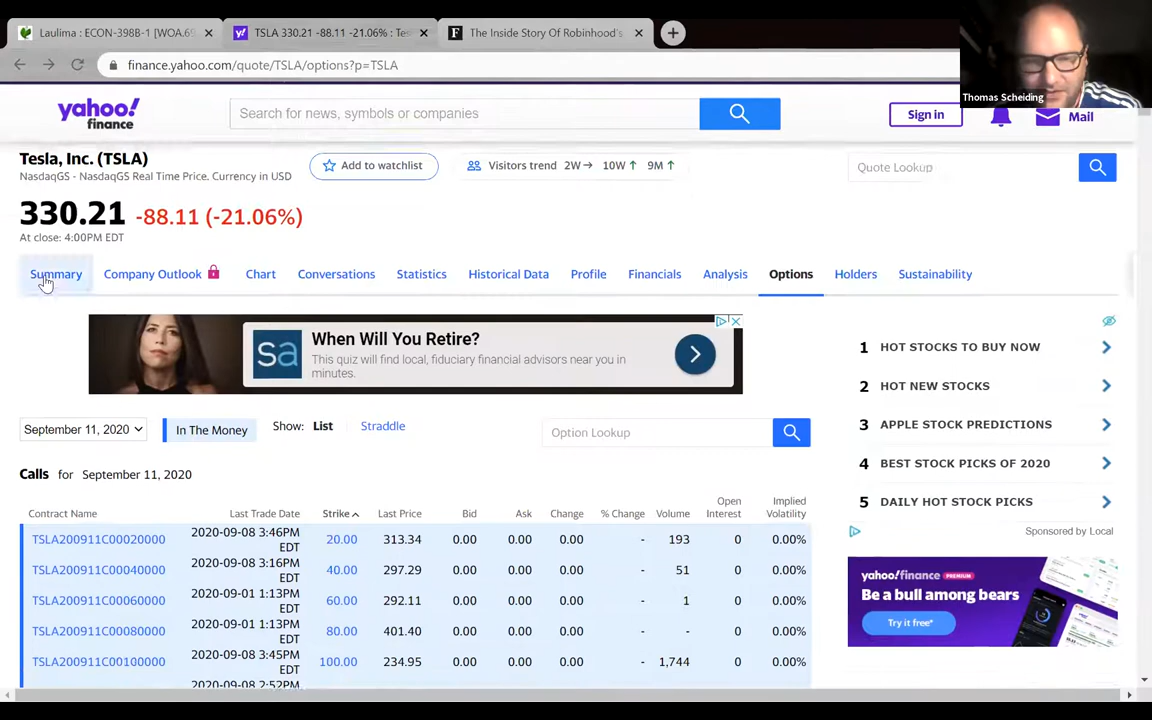 Laulima : ECON-398B-1 [WOA.69
TSLA 330.21 -88.11 -21.06% : Te
The Inside Story Of Robinhood's
finance.yahoo.com/quote/TSLA/options?p=TSLA
Thomas Scheiding
yahoo!
finance
Search for news, symbols or companies
Sign in
Mail
Tesla, Inc. (TSLA)
NasdaqGS - NasdaqGS Real Time Price. Currency in USD
Add to watchlist
Visitors trend 2W→ 10W↑ 9M↑
Quote Lookup
330.21 -88.11 (-21.06%)
At close: 4:00PM EDT
Summary Company Outlook Chart Conversations Statistics Historical Data Profile Financials Analysis Options Holders Sustainability
sa
When Will You Retire?
This quiz will find local, fiduciary financial advisors near you in
minutes.
1 HOT STOCKS TO BUY NOW
2 HOT NEW STOCKS
3 APPLE STOCK PREDICTIONS
4 BEST STOCK PICKS OF 2020
5 DAILY HOT STOCK PICKS
Sponsored by Local
September 11, 2020
In The Money
Show: List Straddle
Option Lookup
Calls for September 11, 2020
Contract Name Last Trade Date Strike Last Price Bid Ask Change % Change Volume Open Interest Implied Volatility
TSLA200911C00020000 2020-09-08 3:46PM EDT 20.00 313.34 0.00 0.00 0.00 - 193 0 0.00%
TSLA200911C00040000 2020-09-08 3:16PM EDT 40.00 297.29 0.00 0.00 0.00 - 51 0 0.00%
TSLA200911C00060000 2020-09-01 1:13PM EDT 60.00 292.11 0.00 0.00 0.00 - 1 0 0.00%
TSLA200911C00080000 2020-09-01 1:13PM EDT 80.00 401.40 0.00 0.00 0.00 - - 0 0.00%
TSLA200911C00100000 2020-09-08 3:45PM EDT 100.00 234.95 0.00 0.00 0.00 - 1,744 0 0.00%
2020-09-08 2:52PM
yahoo!finance PREMIUM
Be a bull among bears
Try it free*